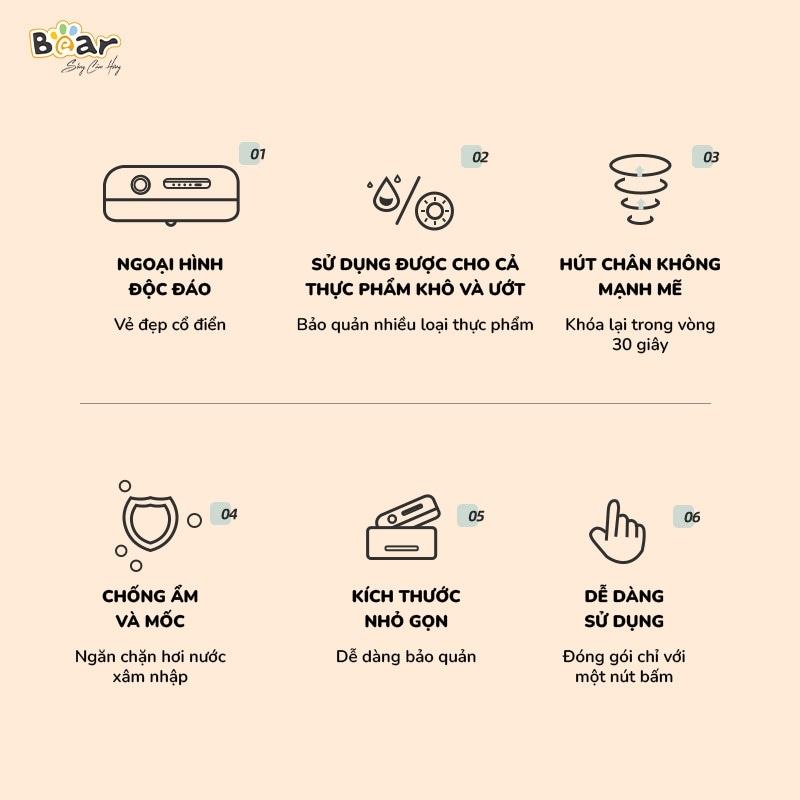 Bear
Sống Cảm Hứng
01
NGOẠI HÌNH
ĐỘC ĐÁO
Vẻ đẹp cổ điển
02
SỬ DỤNG ĐƯỢC CHO CẢ
THỰC PHẨM KHÔ VÀ ƯỚT
Bảo quản nhiều loại thực phẩm
03
HÚT CHÂN KHÔNG
MẠNH MẼ
Khóa lại trong vòng
30 giây
04
CHỐNG ẨM
VÀ MỐC
Ngăn chặn hơi nước
xâm nhập
05
KÍCH THƯỚC
NHỎ GỌN
Dễ dàng bảo quản
06
DỄ DÀNG
SỬ DỤNG
Đóng gói chỉ với
một nút bấm